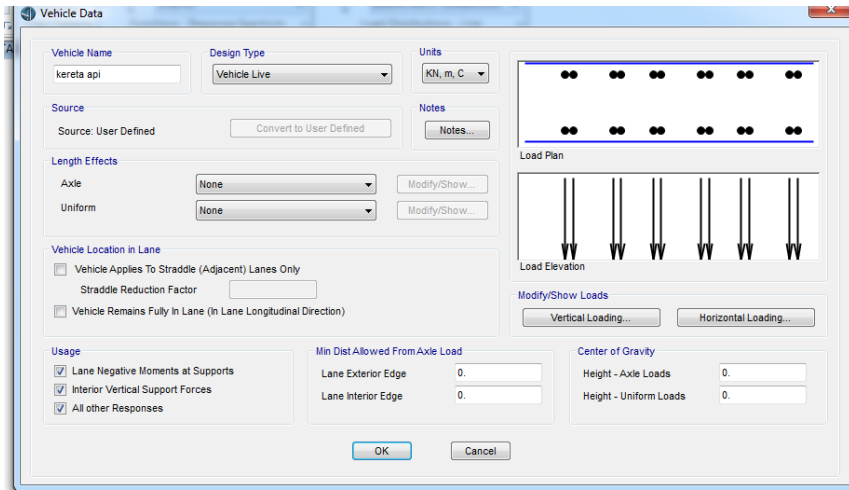 Vehicle Data
Vehicle Name
kereta api
Design Type
Vehicle Live
Units
KN, m, C
Source
Source: User Defined
Convert to User Defined
Notes
Notes...
Load Plan
Length Effects
Axle
None
Modify/Show...
Uniform
None
Modify/Show...
Load Elevation
Vehicle Location in Lane
Vehicle Applies To Straddle (Adjacent) Lanes Only
Straddle Reduction Factor
Vehicle Remains Fully In Lane (In Lane Longitudinal Direction)
Modify/Show Loads
Vertical Loading...
Horizontal Loading...
Usage
Lane Negative Moments at Supports
Interior Vertical Support Forces
All other Responses
Min Dist Allowed From Axle Load
Lane Exterior Edge
0.
Lane Interior Edge
0.
Center of Gravity
Height - Axle Loads
0.
Height - Uniform Loads
0.
OK
Cancel